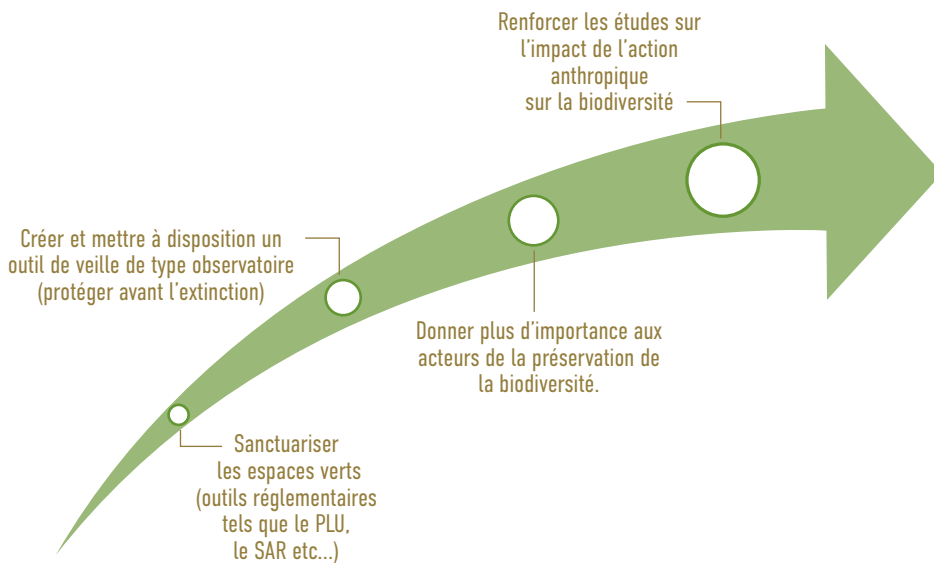 Renforcer les études sur
l'impact de l'action
anthropique
sur la biodiversité
Créer et mettre à disposition un
outil de veille de type observatoire
(protéger avant l'extinction)
Donner plus d'importance aux
acteurs de la préservation de
la biodiversité.
Sanctuariser
les espaces verts
(outils réglementaires
tels que le PLU,
le SAR etc...)